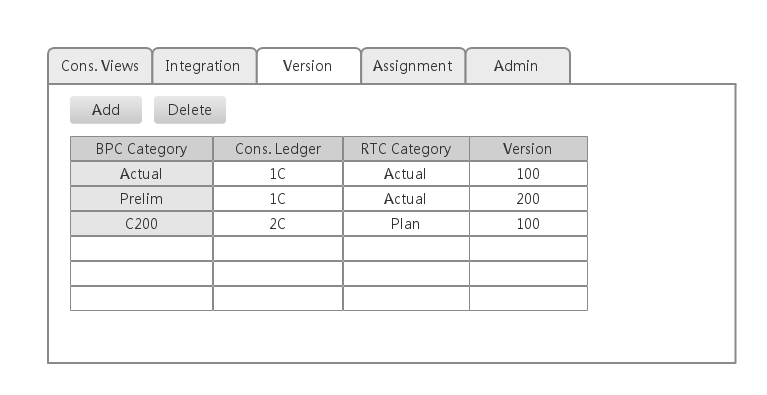 Cons. Views Integration Version Assignment Admin
Add Delete
BPC Category Cons. Ledger RTC Category Version
Actual 1C Actual 100
Prelim 1C Actual 200
C200 2C Plan 100